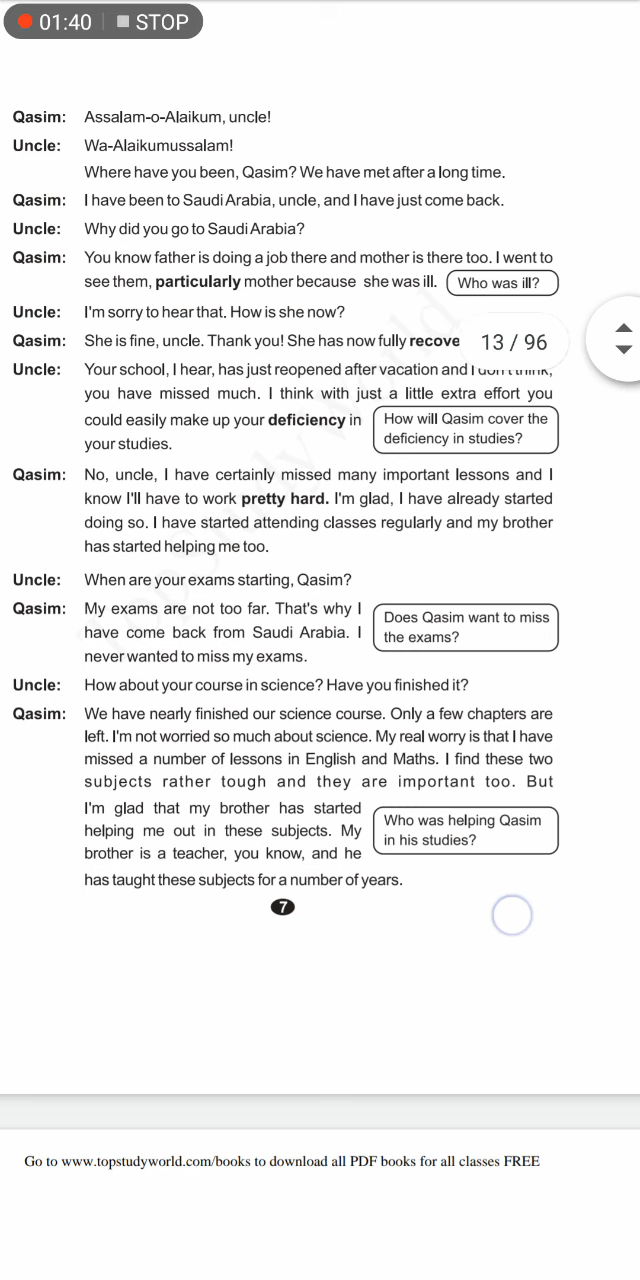 01:40 STOP
Qasim: Assalam-o-Alaikum, uncle!
Uncle: Wa-Alaikumussalam!
Where have you been, Qasim? We have met after a long time.
Qasim: I have been to Saudi Arabia, uncle, and I have just come back.
Uncle: Why did you go to Saudi Arabia?
Qasim: You know father is doing a job there and mother is there too. I went to
see them, particularly mother because she was ill. Who was ill?
Uncle: I'm sorry to hear that. How is she now?
Qasim: She is fine, uncle. Thank you! She has now fully recove
13 / 96
Uncle: Your school, I hear, has just reopened after vacation and I don't think,
you have missed much. I think with just a little extra effort you
could easily make up your deficiency in
your studies.
How will Qasim cover the
deficiency in studies?
Qasim: No, uncle, I have certainly missed many important lessons and I
know I'll have to work pretty hard. I'm glad, I have already started
doing so. I have started attending classes regularly and my brother
has started helping me too.
Uncle: When are your exams starting, Qasim?
Qasim: My exams are not too far. That's why I
have come back from Saudi Arabia. I
never wanted to miss my exams.
Does Qasim want to miss
the exams?
Uncle: How about your course in science? Have you finished it?
Qasim: We have nearly finished our science course. Only a few chapters are
left. I'm not worried so much about science. My real worry is that I have
missed a number of lessons in English and Maths. I find these two
subjects rather tough and they are important too. But
I'm glad that my brother has started
helping me out in these subjects. My
brother is a teacher, you know, and he
has taught these subjects for a number of years.
Who was helping Qasim
in his studies?
7
Go to www.topstudyworld.com/books to download all PDF books for all classes FREE